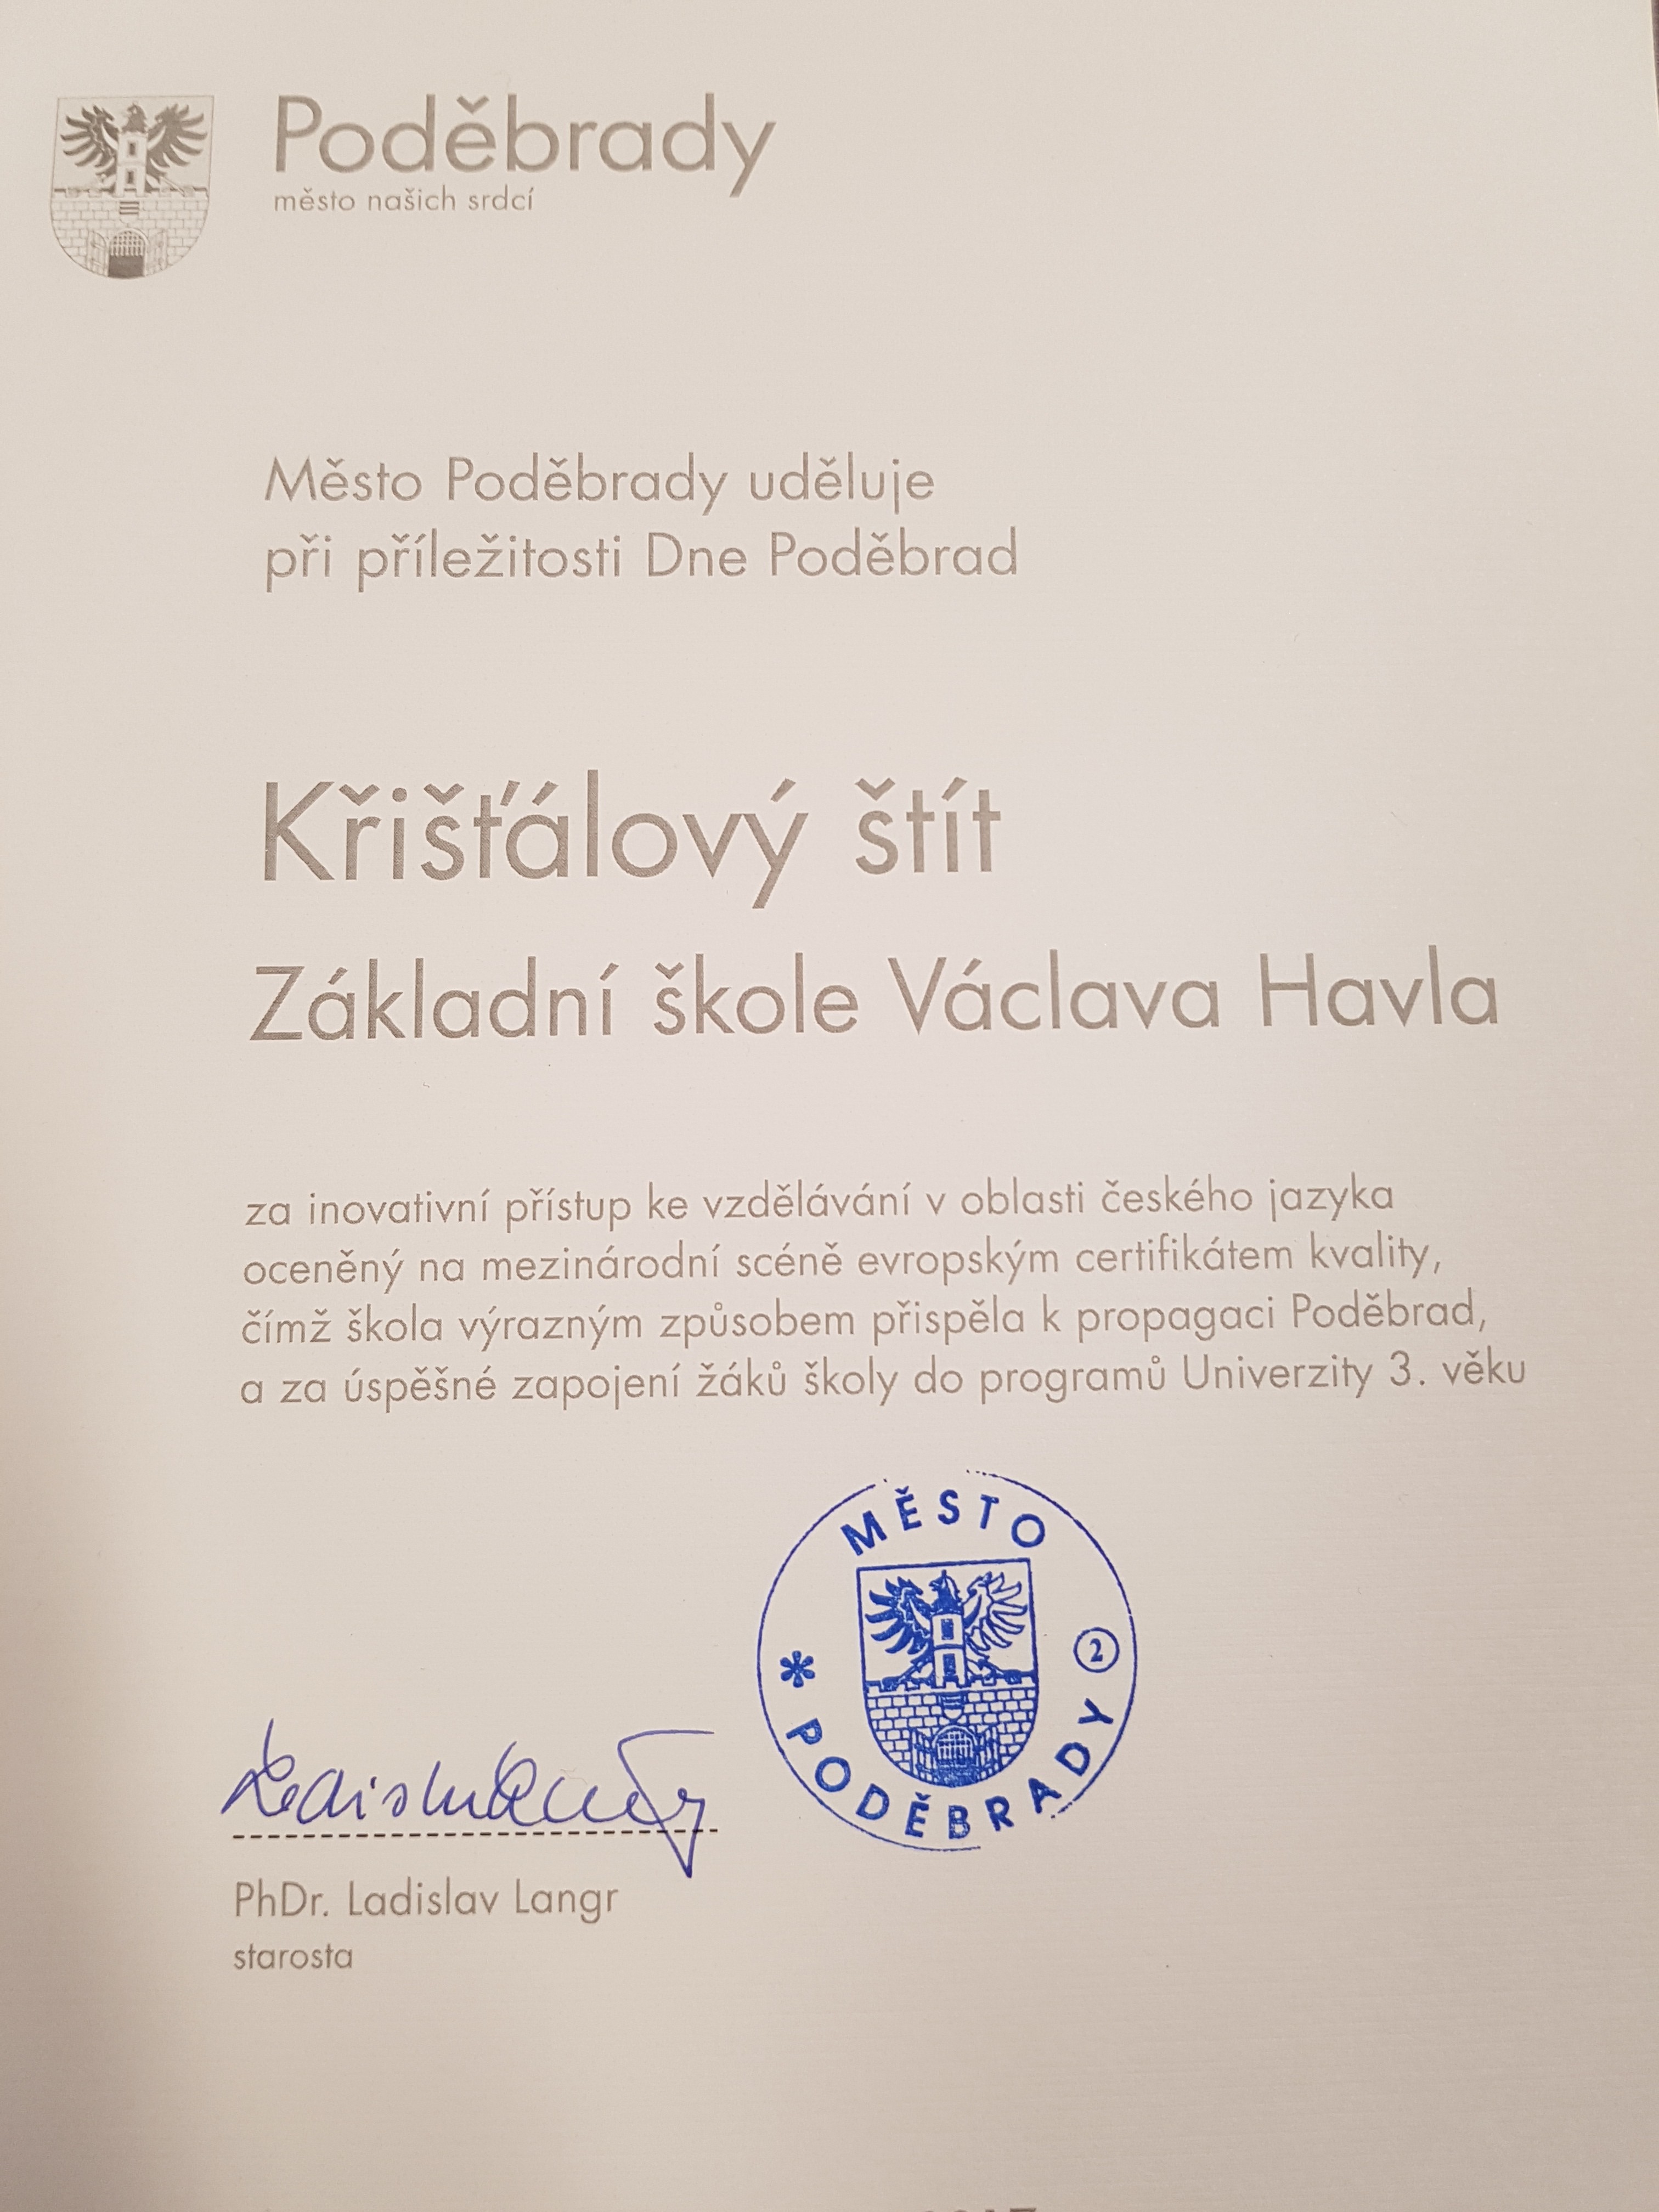 Poděbrady
město našich srdcí
Město Poděbrady uděluje
při příležitosti Dne Poděbrad
Křišťálový štít
Základní škole Václava Havla
za inovativní přístup ke vzdělávání v oblasti českého jazyka
oceněný na mezinárodní scéně evropským certifikátem kvality,
čímž škola výrazným způsobem přispěla k propagaci Poděbrad,
a za úspěšné zapojení žáků školy do programů Univerzity 3. věku
MĚSTO
2
* PODĚBRADY
PhDr. Ladislav Langr
starosta